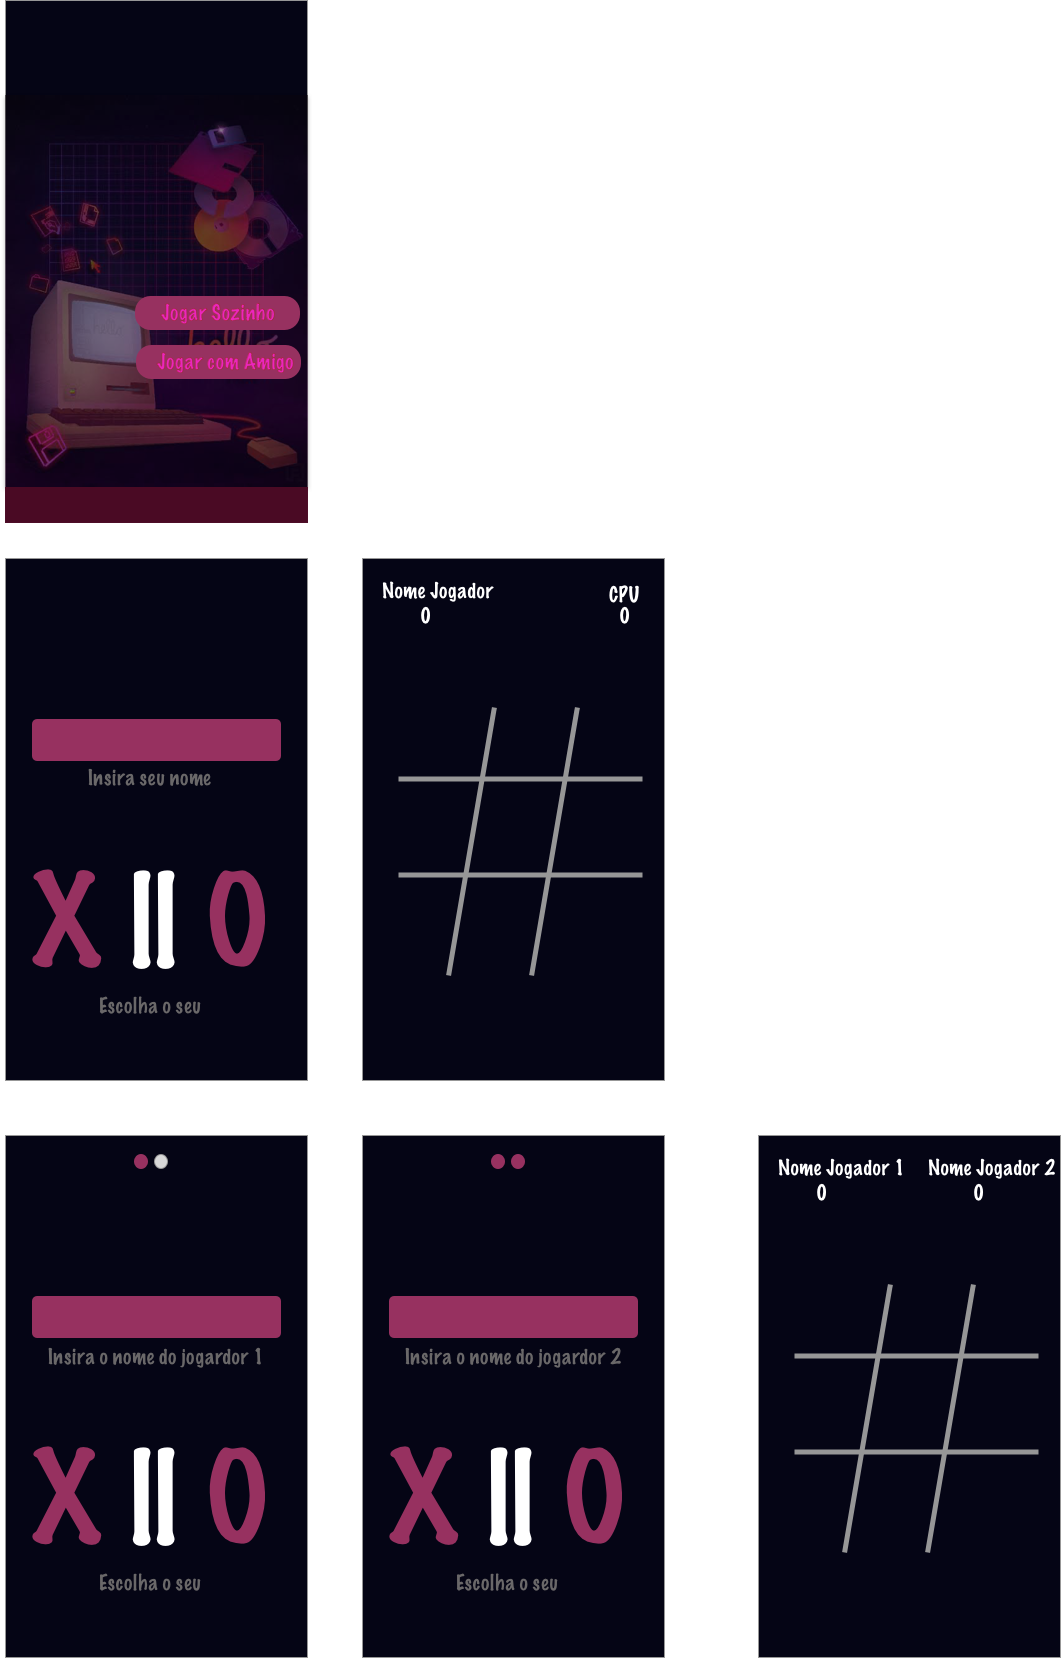 Jogar Sozinho
Jogar com Amigo
Nome Jogador
CPU
0
0
Insira seu nome
X || O
Escolha o seu
Nome Jogador 1
Nome Jogador 2
0
0
Insira o nome do jogardor 1
Insira o nome do jogardor 2
X || O
X || O
Escolha o seu
Escolha o seu